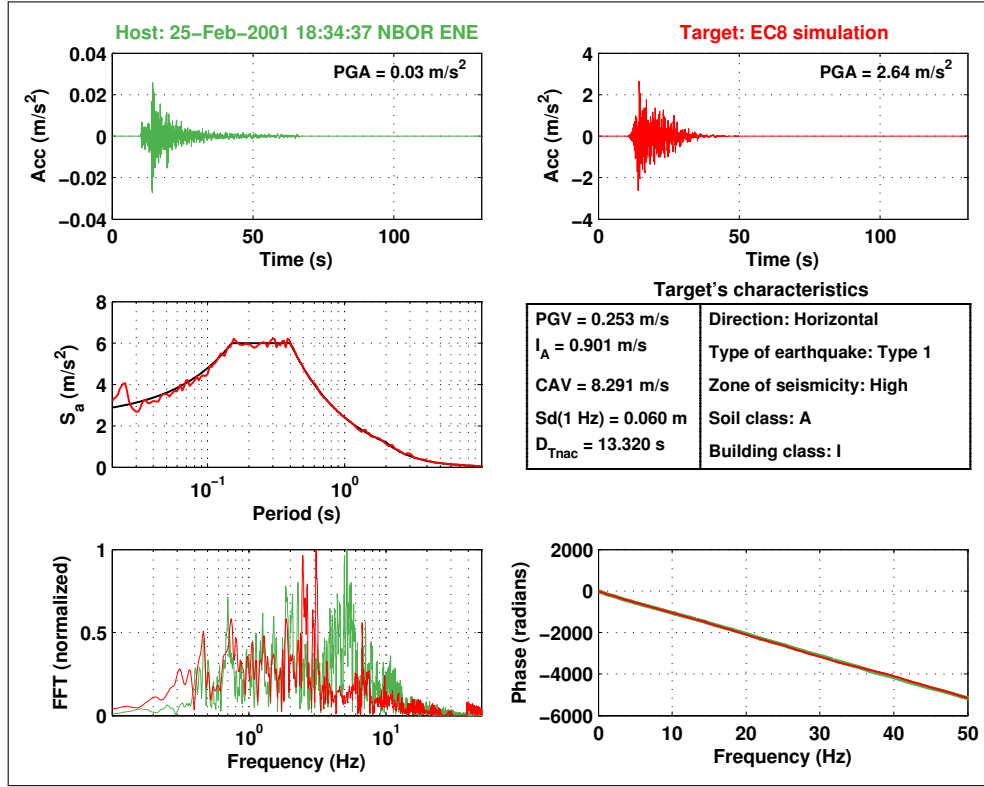 Host: 25−Feb−2001 18:34:37 NBOR ENE
PGA = 0.03 m/s²
0.04
0.02
0
−0.02
−0.04
Acc (m/s²)
0 50 100
Time (s)
Target: EC8 simulation
PGA = 2.64 m/s²
4
2
0
−2
−4
Acc (m/s²)
0 50 100
Time (s)
8
6
4
2
0
S_a (m/s²)
10⁻¹ 10⁰
Period (s)
Target's characteristics
PGV = 0.253 m/s
I_A = 0.901 m/s
CAV = 8.291 m/s
Sd(1 Hz) = 0.060 m
D_Tnac = 13.320 s
Direction: Horizontal
Type of earthquake: Type 1
Zone of seismicity: High
Soil class: A
Building class: I
1
0.5
0
FFT (normalized)
10⁰ 10¹
Frequency (Hz)
2000
0
−2000
−4000
−6000
Phase (radians)
0 10 20 30 40 50
Frequency (Hz)